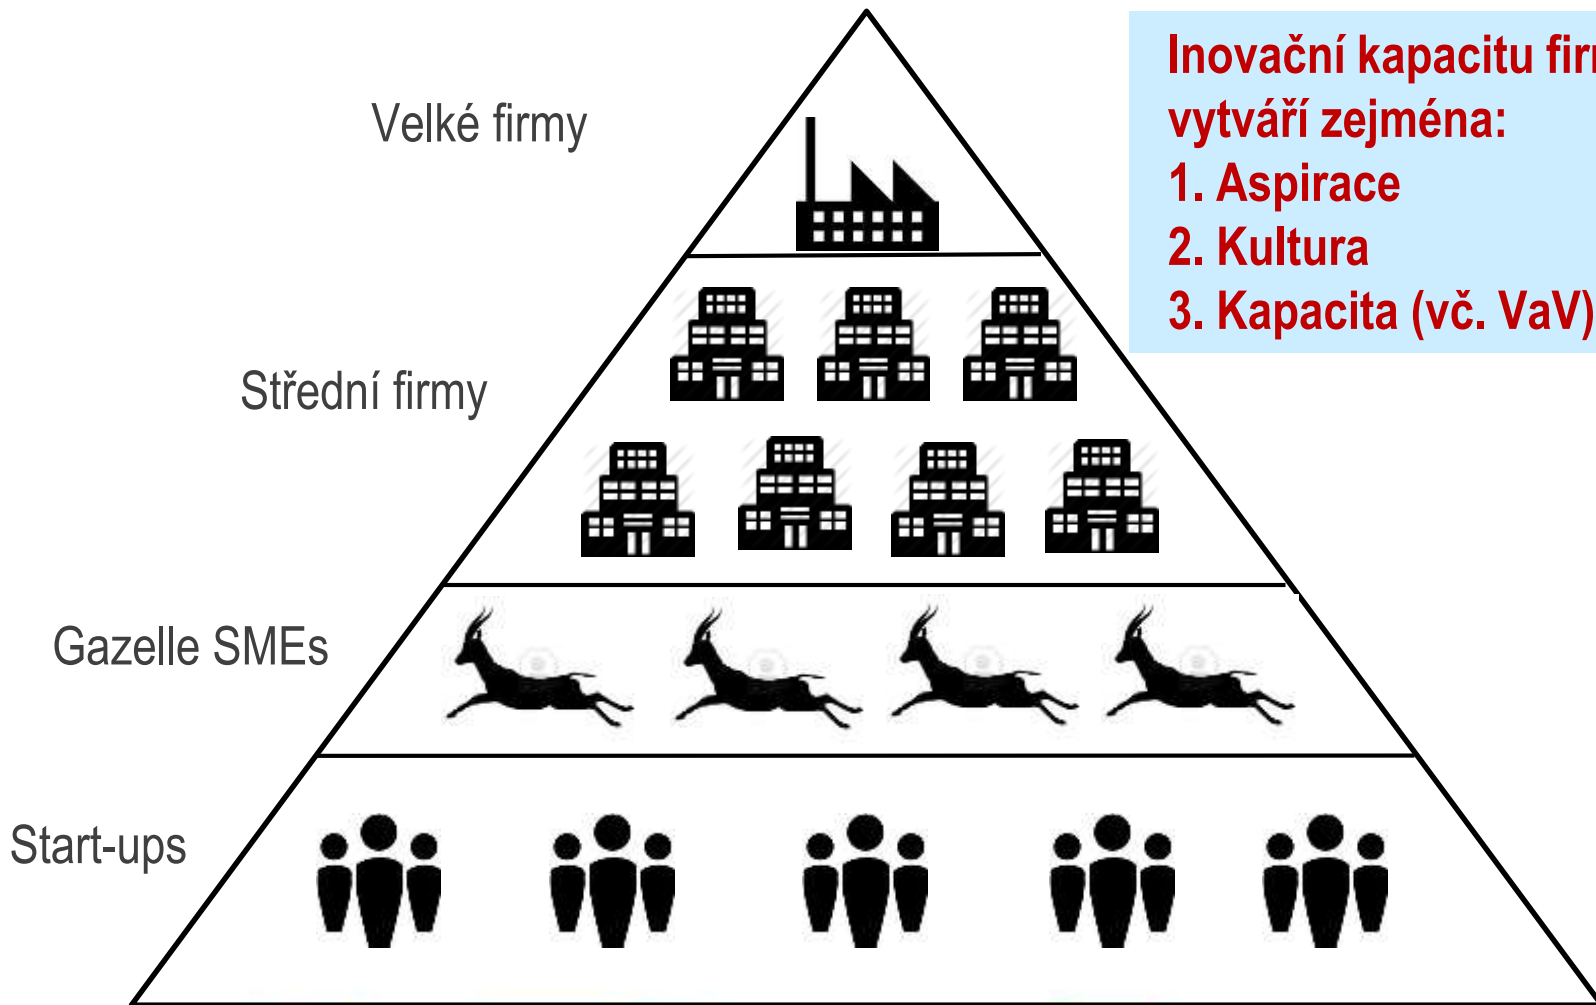 Inovační kapacitu
vytváří zejména:
1. Aspirace
2. Kultura
3. Kapacita (vč. VaV)
Velké firmy
Střední firmy
Gazelle SMEs
Start-ups